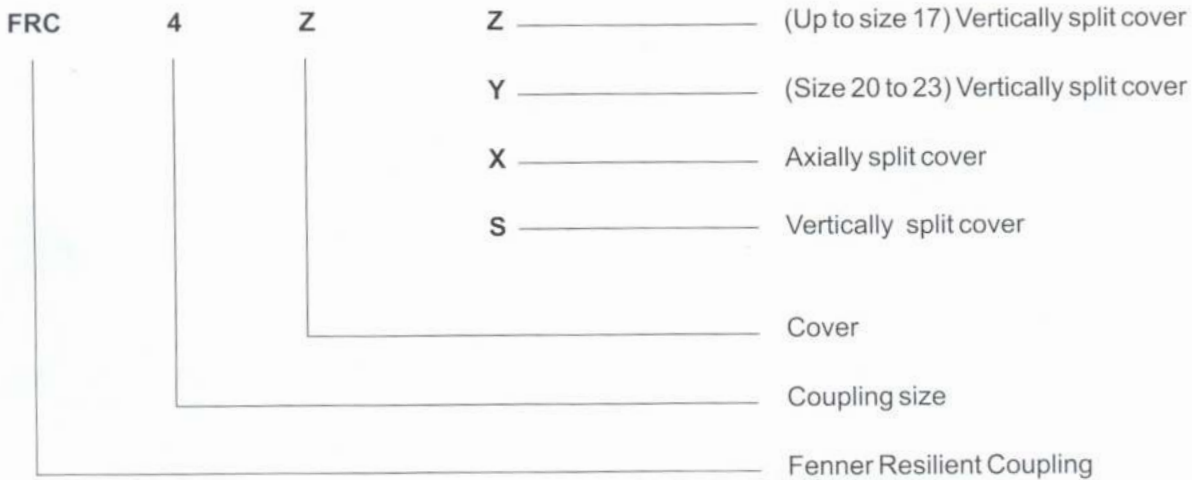 FRC 4 Z Z (Up to size 17) Vertically split cover
Y (Size 20 to 23) Vertically split cover
X Axially split cover
S Vertically split cover
Cover
Coupling size
Fenner Resilient Coupling